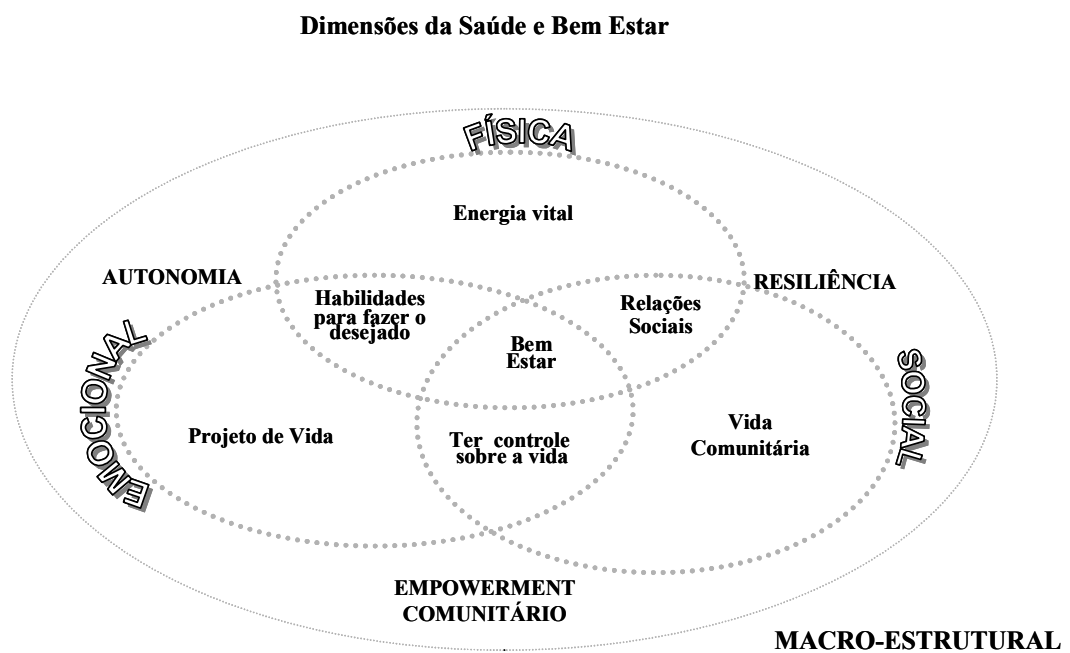 Dimensões da Saúde e Bem Estar
FÍSICA
Energia vital
AUTONOMIA
RESILIÊNCIA
Habilidades
para fazer o
desejado
Relações
Sociais
Bem
Estar
EMOCIONAL
SOCIAL
Projeto de Vida
Ter controle
sobre a vida
Vida
Comunitária
EMPOWERMENT
COMUNITÁRIO
MACRO-ESTRUTURAL